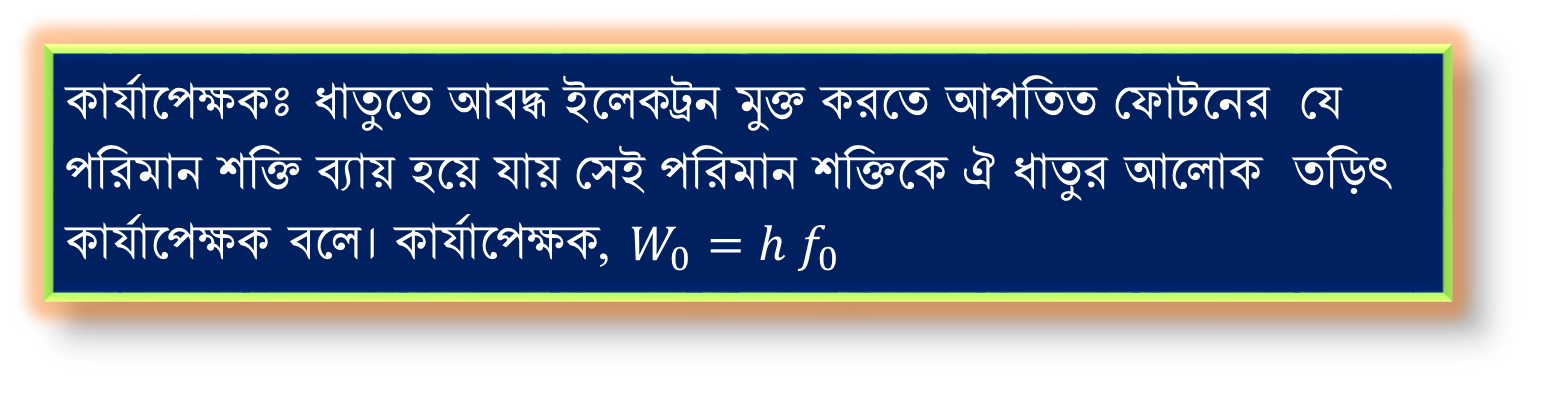 কার্যাপেক্ষকঃ ধাতুতে আবদ্ধ ইলেকট্রন মুক্ত করতে আপতিত ফোটনের যে
পরিমান শক্তি ব্যায় হয়ে যায় সেই পরিমান শক্তিকে ঐ ধাতুর আলোক তড়িৎ
কার্যাপেক্ষক বলে। কার্যাপেক্ষক, W₀ = h f₀